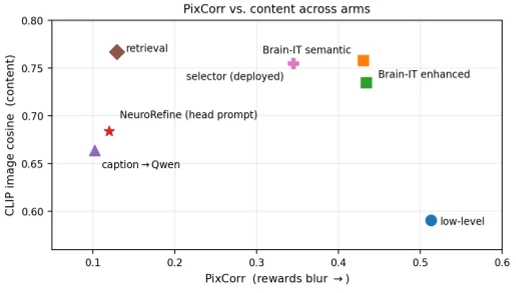 PixCorr vs. content across arms
0.80
0.75
0.70
0.65
0.60
CLIP image cosine (content)
retrieval
Brain-IT semantic
selector (deployed)
Brain-IT enhanced
NeuroRefine (head prompt)
caption→Qwen
low-level
0.1
0.2
0.3
0.4
0.5
0.6
PixCorr (rewards blur →)